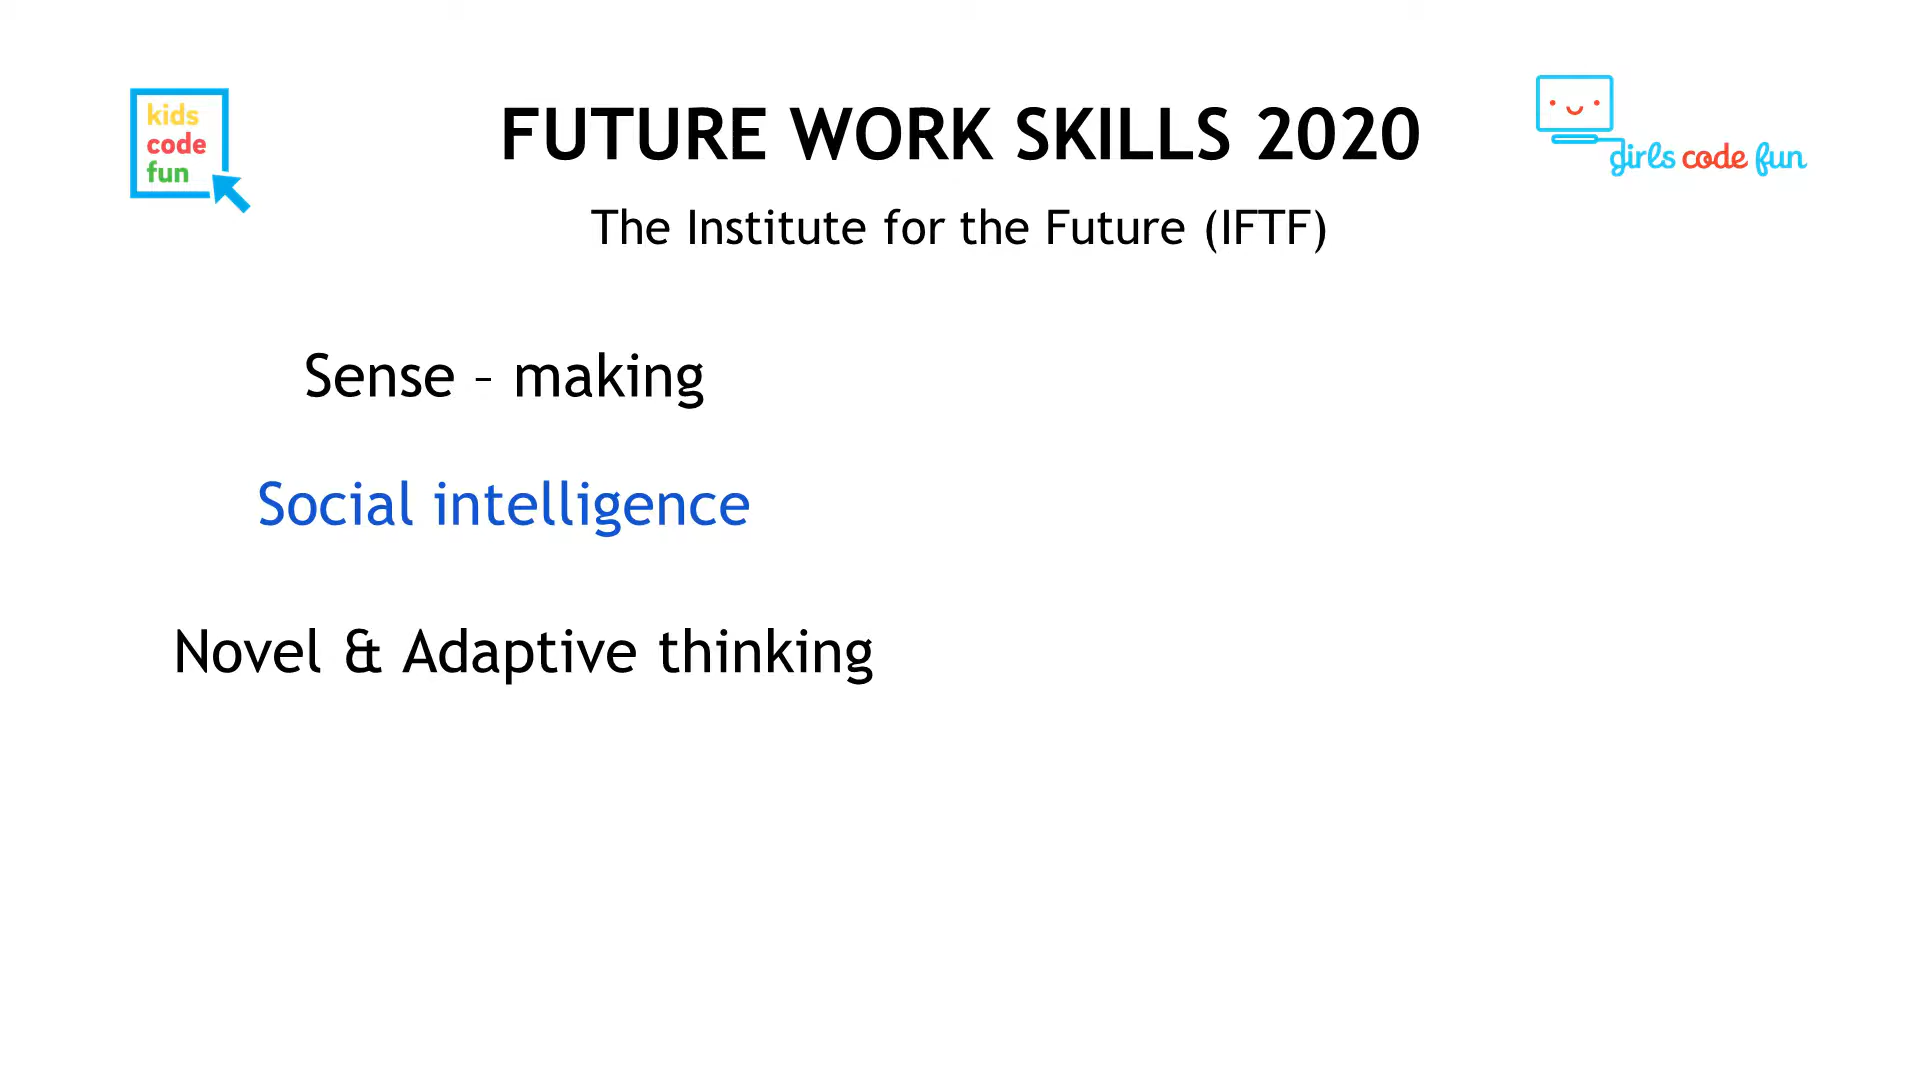 kids
code
fun
FUTURE WORK SKILLS 2020
girls code fun
The Institute for the Future (IFTF)
Sense – making
Social intelligence
Novel & Adaptive thinking